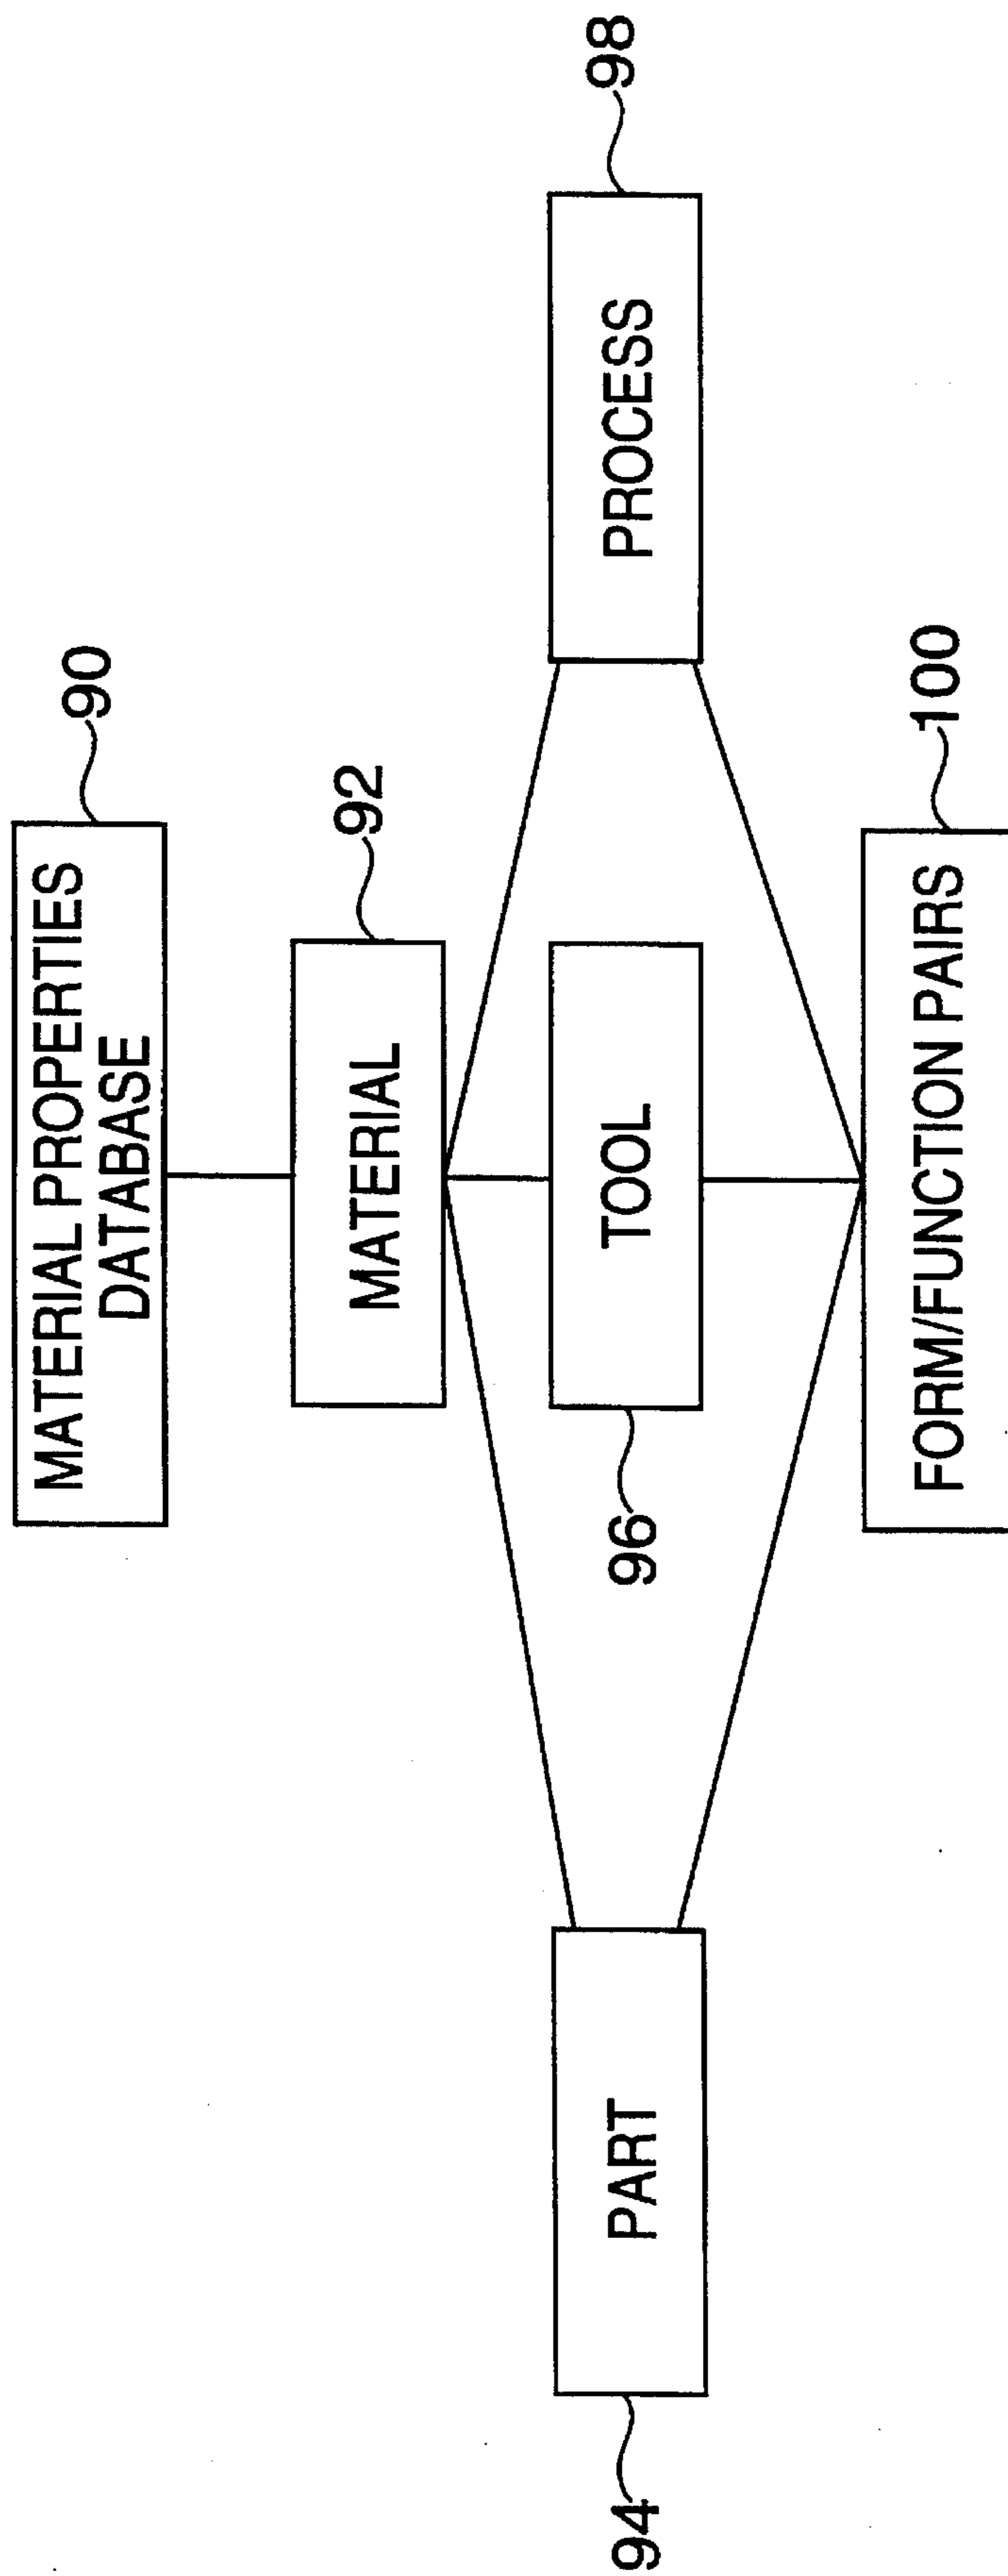 MATERIAL PROPERTIES
DATABASE
90
MATERIAL
92
PART
94
TOOL
96
PROCESS
98
FORM/FUNCTION PAIRS
100